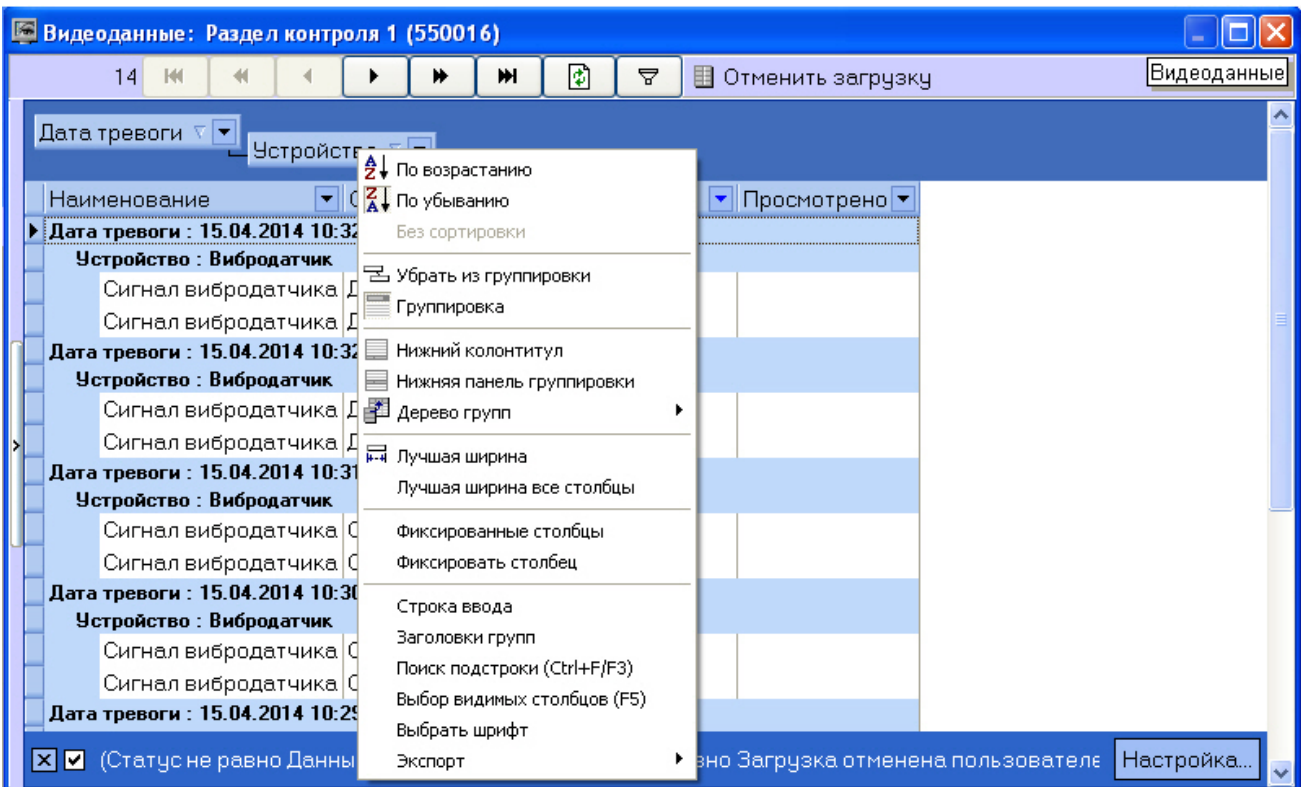 Видеоданные: Раздел контроля 1 (550016)
14 Отменить загрузку Видеоданные
Дата тревоги
Устройство
Наименование Просмотрено
Дата тревоги : 15.04.2014 10:32
Устройство : Вибродатчик
Сигнал вибродатчика
Сигнал вибродатчика
Дата тревоги : 15.04.2014 10:32
Устройство : Вибродатчик
Сигнал вибродатчика
Сигнал вибродатчика
Дата тревоги : 15.04.2014 10:31
Устройство : Вибродатчик
Сигнал вибродатчика
Сигнал вибродатчика
Дата тревоги : 15.04.2014 10:30
Устройство : Вибродатчик
Сигнал вибродатчика
Сигнал вибродатчика
Дата тревоги : 15.04.2014 10:29
По возрастанию
По убыванию
Без сортировки
Убрать из группировки
Группировка
Нижний колонтитул
Нижняя панель группировки
Дерево групп
Лучшая ширина
Лучшая ширина все столбцы
Фиксированные столбцы
Фиксировать столбец
Строка ввода
Заголовки групп
Поиск подстроки (Ctrl+F/F3)
Выбор видимых столбцов (F5)
Выбрать шрифт
Экспорт
(Статус не равно Данны вно Загрузка отменена пользователе Настройка...